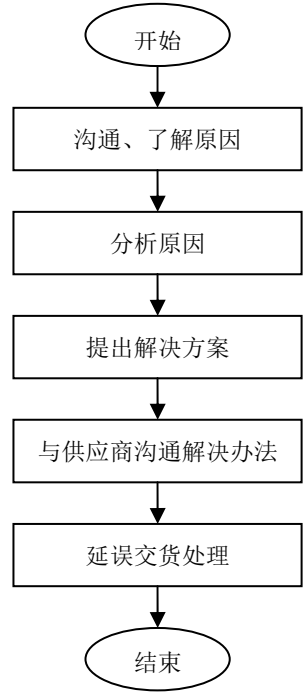 开始
沟通、了解原因
分析原因
提出解决方案
与供应商沟通解决办法
延误交货处理
结束